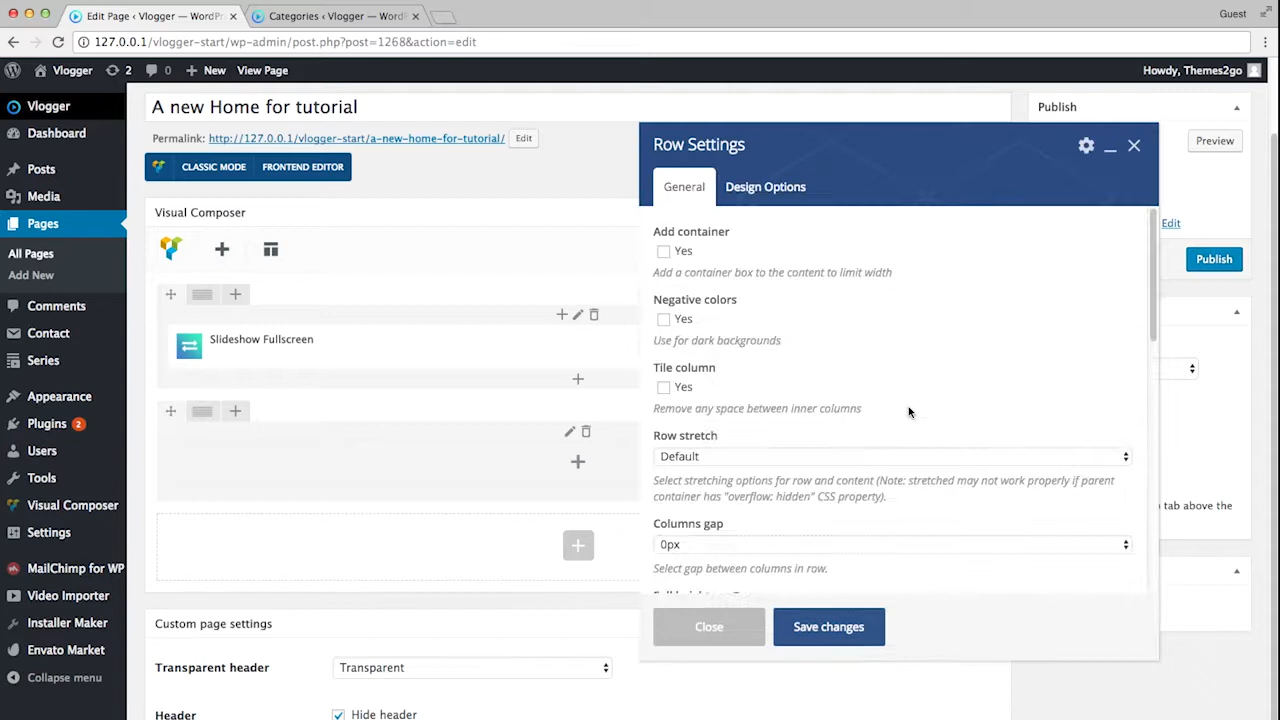 Edit Page ‹ Vlogger — WordPr
Categories ‹ Vlogger — WordP
Guest
127.0.0.1/vlogger-start/wp-admin/post.php?post=1268&action=edit
Vlogger
2
0
+ New
View Page
Howdy, Themes2go
Vlogger
Dashboard
Posts
Media
Pages
All Pages
Add New
Comments
Contact
Series
Appearance
Plugins 2
Users
Tools
Visual Composer
Settings
MailChimp for WP
Video Importer
Installer Maker
Envato Market
Collapse menu
A new Home for tutorial
Permalink: http://127.0.0.1/vlogger-start/a-new-home-for-tutorial/ Edit
CLASSIC MODE FRONTEND EDITOR
Visual Composer
Slideshow Fullscreen
Custom page settings
Transparent header
Transparent
Header
Hide header
Row Settings
General
Design Options
Add container
Yes
Add a container box to the content to limit width
Negative colors
Yes
Use for dark backgrounds
Tile column
Yes
Remove any space between inner columns
Row stretch
Default
Select stretching options for row and content (Note: stretched may not work properly if parent
container has "overflow: hidden" CSS property).
Columns gap
0px
Select gap between columns in row.
Close
Save changes
Publish
Preview
Edit
Publish
tab above the